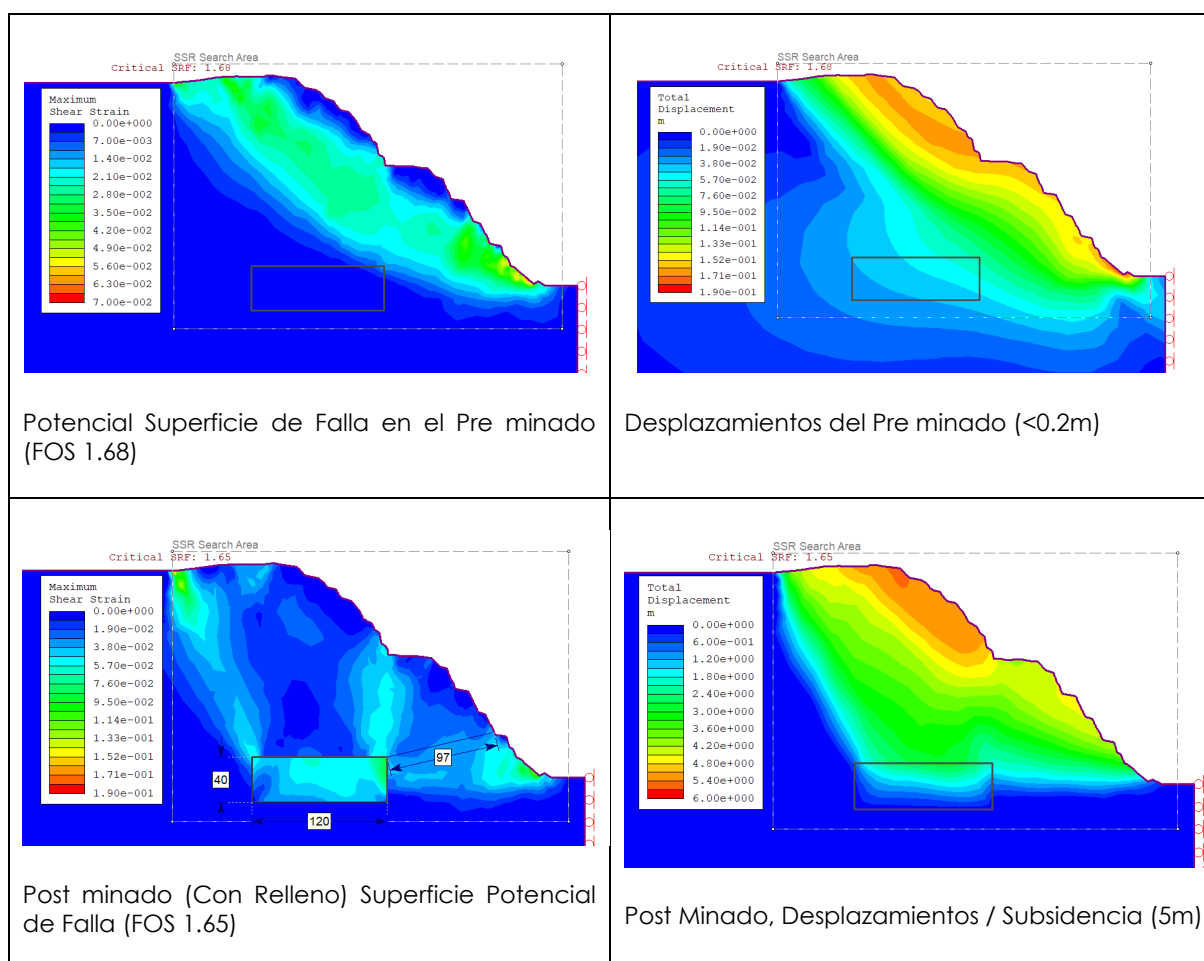 SSR Search Area
Critical SRF: 1.68
Maximum
Shear Strain
0.00e+000
7.00e-003
1.40e-002
2.10e-002
2.80e-002
3.50e-002
4.20e-002
4.90e-002
5.60e-002
6.30e-002
7.00e-002
Potencial Superficie de Falla en el Pre minado
(FOS 1.68)
SSR Search Area
Critical SRF: 1.68
Total
Displacement
m
0.00e+000
1.90e-002
3.80e-002
5.70e-002
7.60e-002
9.50e-002
1.14e-001
1.33e-001
1.52e-001
1.71e-001
1.90e-001
Desplazamientos del Pre minado (<0.2m)
SSR Search Area
Critical SRF: 1.65
Maximum
Shear Strain
0.00e+000
1.90e-002
3.80e-002
5.70e-002
7.60e-002
9.50e-002
1.14e-001
1.33e-001
1.52e-001
1.71e-001
1.90e-001
97
40
120
Post minado (Con Relleno) Superficie Potencial
de Falla (FOS 1.65)
SSR Search Area
Critical SRF: 1.65
Total
Displacement
m
0.00e+000
6.00e-001
1.20e+000
1.80e+000
2.40e+000
3.00e+000
3.60e+000
4.20e+000
4.80e+000
5.40e+000
6.00e+000
Post Minado, Desplazamientos / Subsidencia (5m)